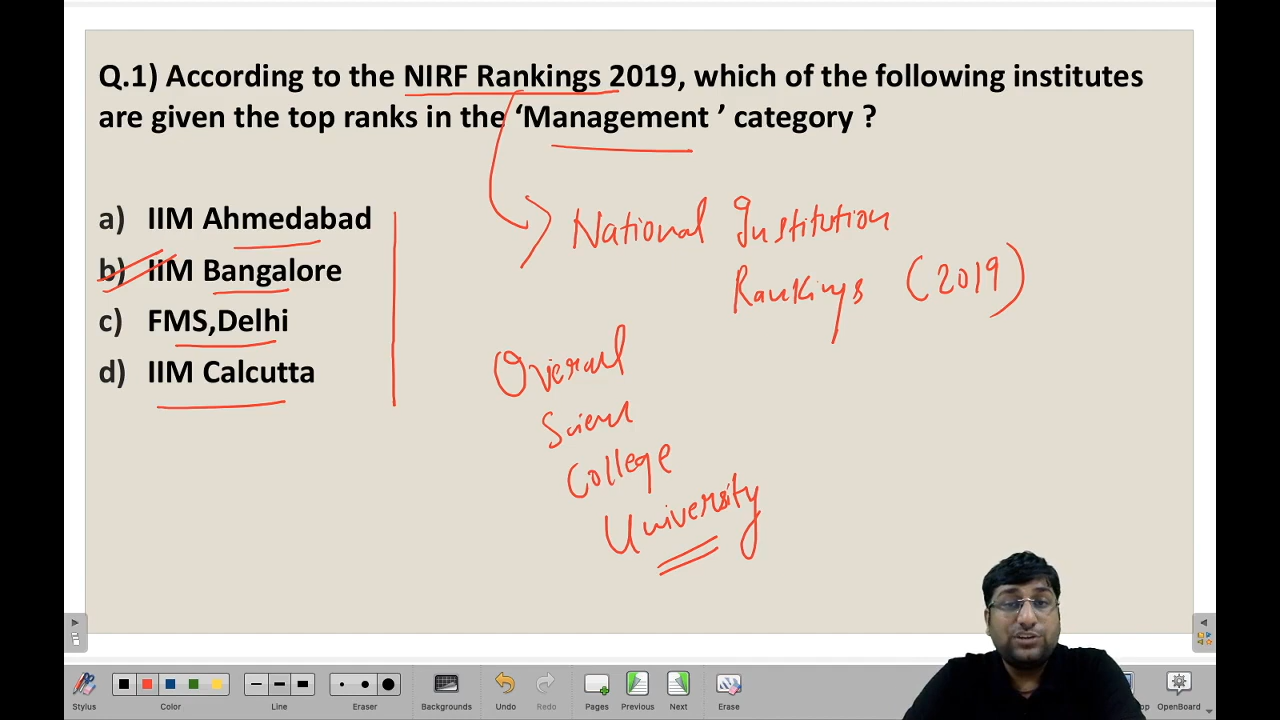 Q.1) According to the NIRF Rankings 2019, which of the following institutes
are given the top ranks in the ‘Management ’ category ?
a) IIM Ahmedabad
b) IIM Bangalore
c) FMS,Delhi
d) IIM Calcutta
National Institution
Rankings (2019)
Overall
Science
College
University
Stylus
Color
Line
Eraser
Backgrounds
Undo
Redo
Pages
Previous
Next
Erase
OpenBoard